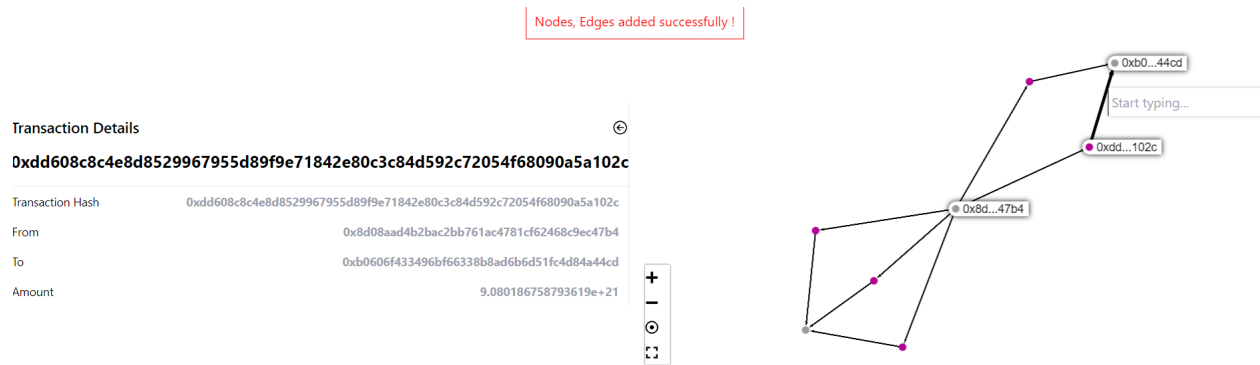 Nodes, Edges added successfully !
0xb0...44cd
Start typing...
0xdd...102c
0x8d...47b4
Transaction Details
0xdd608c8c4e8d8529967955d89f9e71842e80c3c84d592c72054f68090a5a102c
Transaction Hash 0xdd608c8c4e8d8529967955d89f9e71842e80c3c84d592c72054f68090a5a102c
From 0x8d08aad4b2bac2bb761ac4781cf62468c9ec47b4
To 0xb0606f433496bf66338b8ad6b6d51fc4d84a44cd
Amount 9.080186758793619e+21